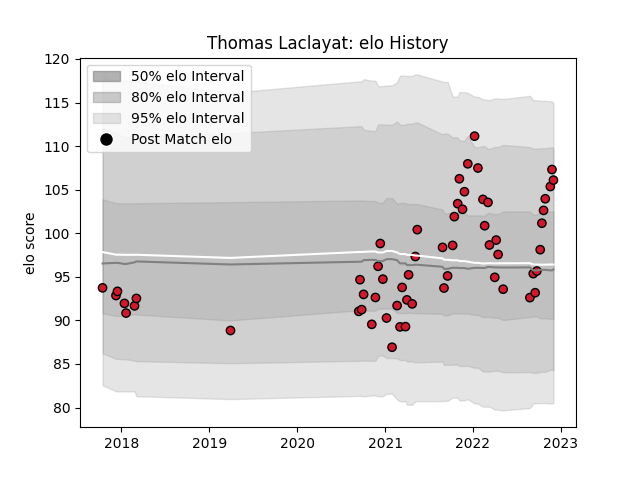 Thomas Laclayat: elo History
120
115
110
105
100
95
90
85
80
elo score
50% elo Interval
80% elo Interval
95% elo Interval
Post Match elo
2018
2019
2020
2021
2022
2023